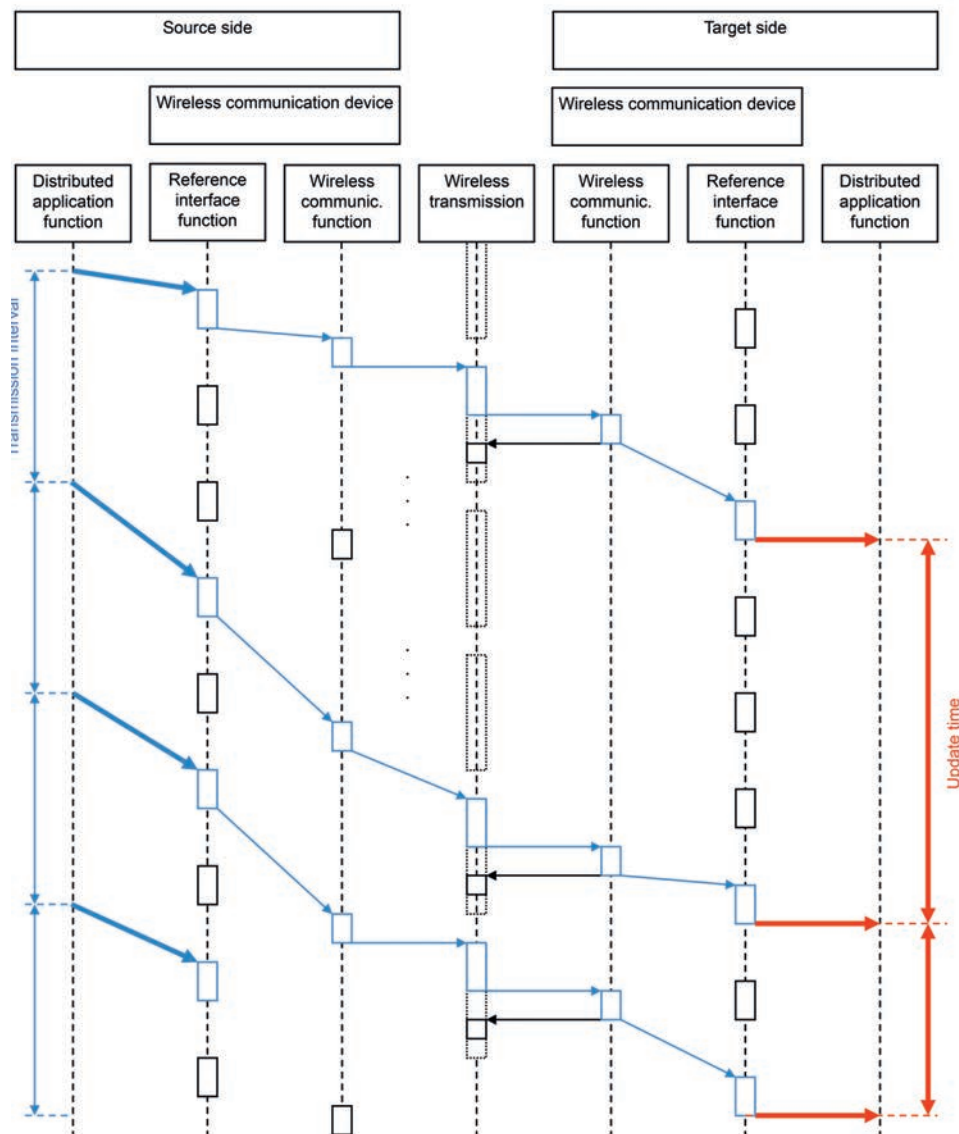 Source side
Target side
Wireless communication device
Wireless communication device
Distributed
application
function
Reference
interface
function
Wireless
communic.
function
Wireless
transmission
Wireless
communic.
function
Reference
interface
function
Distributed
application
function
Transmission interval
Update time